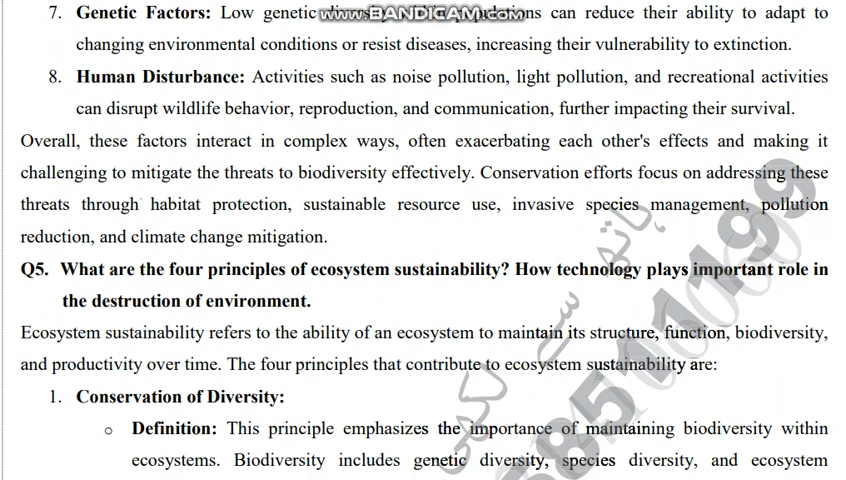 www.BANDICAM.com
7. Genetic Factors: Low genetic populations can reduce their ability to adapt to
changing environmental conditions or resist diseases, increasing their vulnerability to extinction.
8. Human Disturbance: Activities such as noise pollution, light pollution, and recreational activities
can disrupt wildlife behavior, reproduction, and communication, further impacting their survival.
Overall, these factors interact in complex ways, often exacerbating each other's effects and making it
challenging to mitigate the threats to biodiversity effectively. Conservation efforts focus on addressing these
threats through habitat protection, sustainable resource use, invasive species management, pollution
reduction, and climate change mitigation.
Q5. What are the four principles of ecosystem sustainability? How technology plays important role in
the destruction of environment.
Ecosystem sustainability refers to the ability of an ecosystem to maintain its structure, function, biodiversity,
and productivity over time. The four principles that contribute to ecosystem sustainability are:
1. Conservation of Diversity:
o Definition: This principle emphasizes the importance of maintaining biodiversity within
ecosystems. Biodiversity includes genetic diversity, species diversity, and ecosystem
ہاتھ سے لکھی
58511199